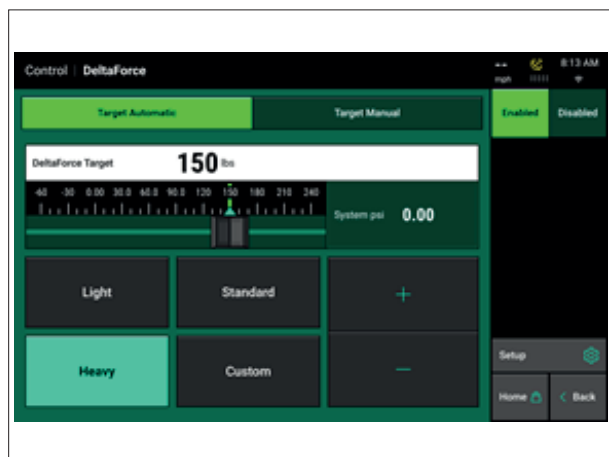 Control | DeltaForce
-- mph
8:13 AM
Target Automatic
Target Manual
Enabled
Disabled
DeltaForce Target 150 lbs
-60 -30 0.00 30.0 60.0 90.0 120 150 180 210 240
System psi 0.00
Light
Standard
+
Heavy
Custom
−
Setup
Home
< Back